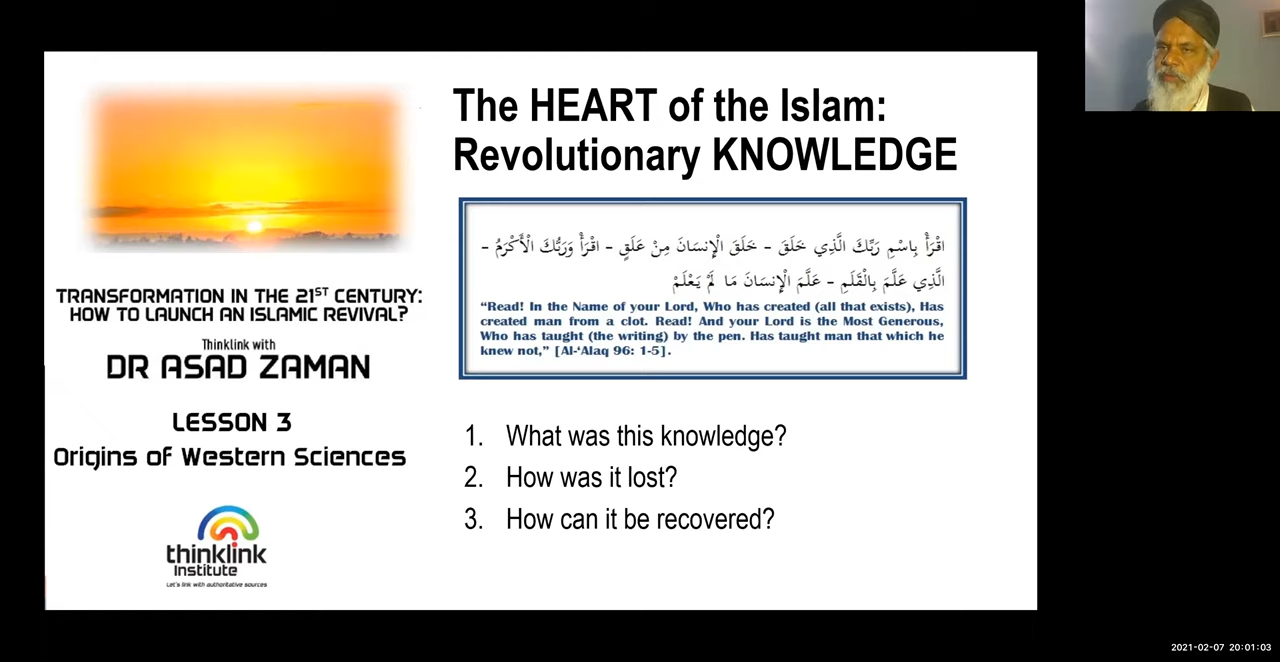 The HEART of the Islam:
Revolutionary KNOWLEDGE
اقْرَأْ بِاسْمِ رَبِّكَ الَّذِي خَلَقَ - خَلَقَ الْإِنسَانَ مِنْ عَلَقٍ - اقْرَأْ وَرَبُّكَ الْأَكْرَمُ -
الَّذِي عَلَّمَ بِالْقَلَمِ - عَلَّمَ الْإِنسَانَ مَا لَمْ يَعْلَمْ
“Read! In the Name of your Lord, Who has created (all that exists), Has
created man from a clot. Read! And your Lord is the Most Generous,
Who has taught (the writing) by the pen. Has taught man that which he
knew not,” [Al-‘Alaq 96: 1-5].
1. What was this knowledge?
2. How was it lost?
3. How can it be recovered?
TRANSFORMATION IN THE 21ST CENTURY:
HOW TO LAUNCH AN ISLAMIC REVIVAL?
Thinklink with
DR ASAD ZAMAN
LESSON 3
Origins of Western Sciences
thinklink
Institute
Let's link with authoritative sources
2021-02-07 20:01:03